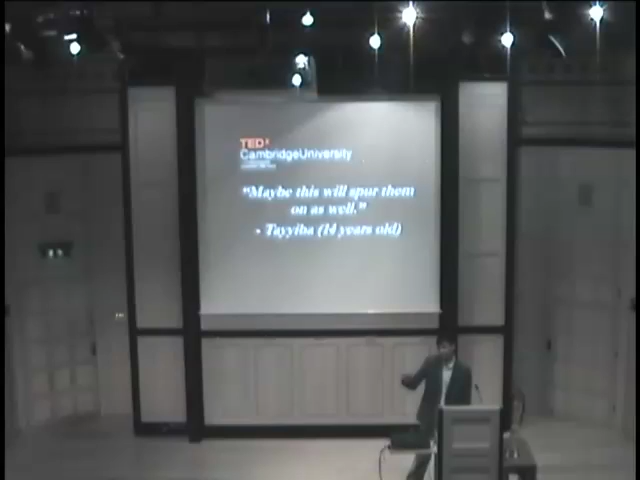 TEDx
CambridgeUniversity
"Maybe this will spur them
on as well."
- Tayyiba (14 years old)